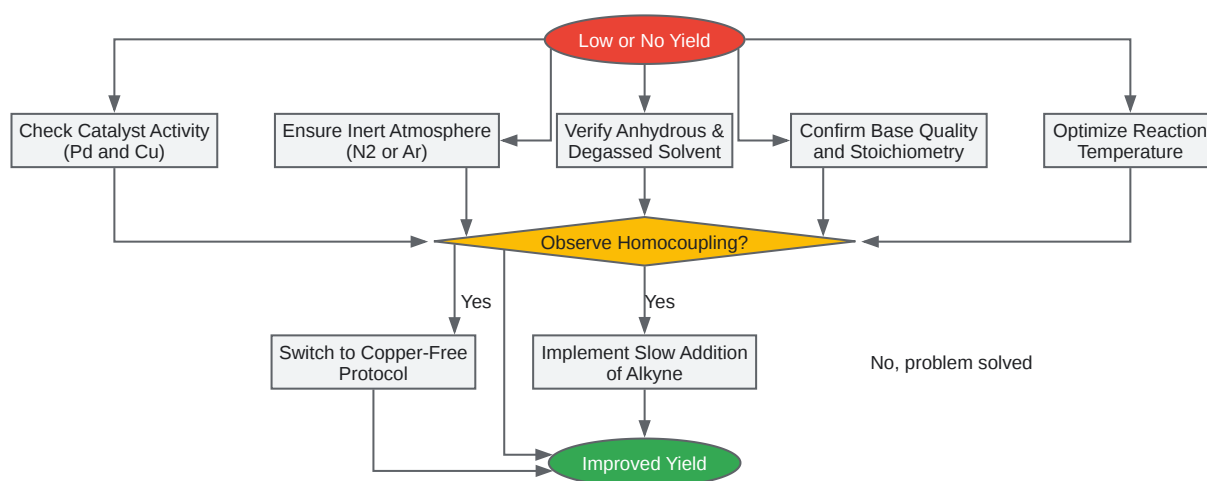 Low or No Yield
Check Catalyst Activity
(Pd and Cu)
Ensure Inert Atmosphere
(N2 or Ar)
Verify Anhydrous &
Degassed Solvent
Confirm Base Quality
and Stoichiometry
Optimize Reaction
Temperature
Observe Homocoupling?
Yes
Yes
Switch to Copper-Free
Protocol
Implement Slow Addition
of Alkyne
No, problem solved
Improved Yield